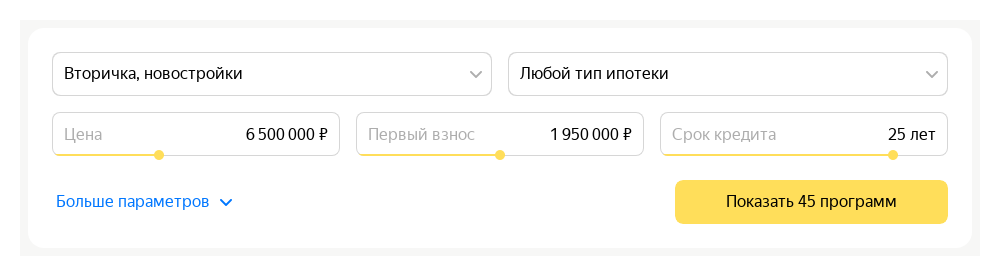 Вторичка, новостройки
Любой тип ипотеки
Цена 6 500 000 ₽
Первый взнос 1 950 000 ₽
Срок кредита 25 лет
Больше параметров
Показать 45 программ